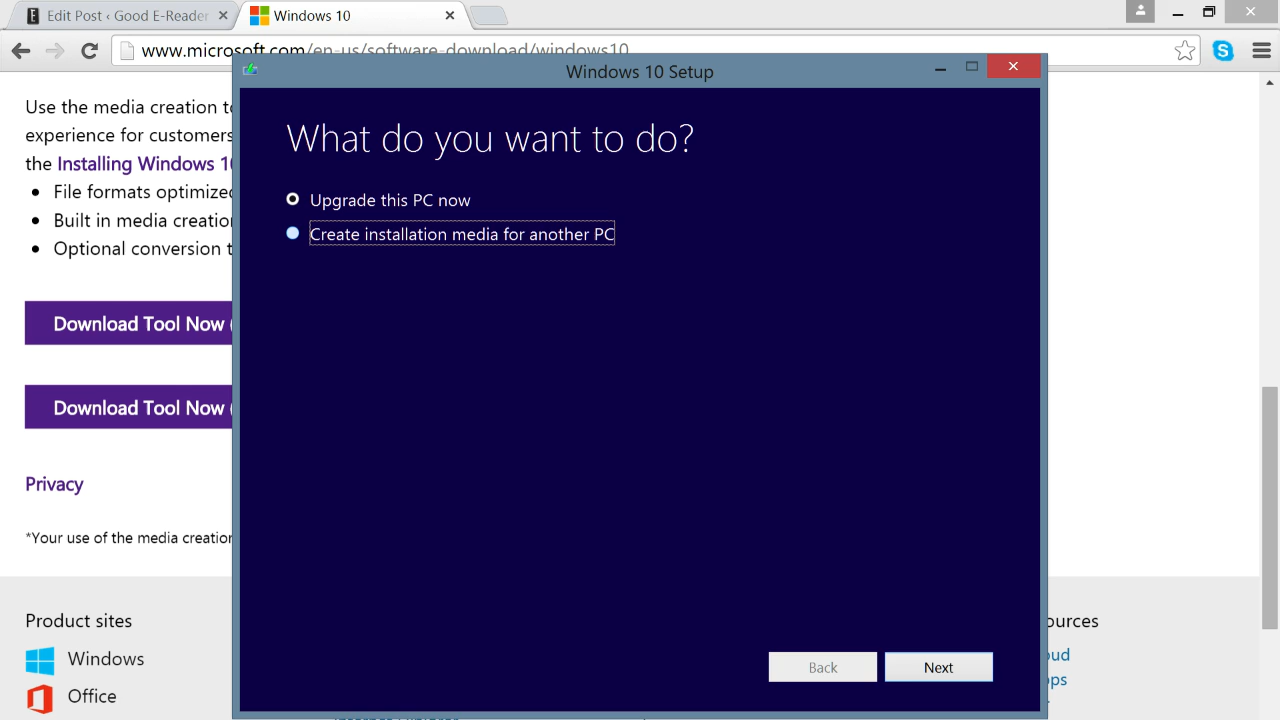 Edit Post ‹ Good E-Reader
Windows 10
www.microsoft.com/en-us/software-download/windows10
Windows 10 Setup
Use the media creation to
experience for customers
the Installing Windows 10
File formats optimized
Built in media creation
Optional conversion t
Download Tool Now (
Download Tool Now (
Privacy
*Your use of the media creation
What do you want to do?
Upgrade this PC now
Create installation media for another PC
Back
Next
Product sites
Windows
Office
ources
oud
ps